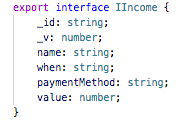 export interface IIncome {
    _id: string;
    _v: number;
    name: string;
    when: string;
    paymentMethod: string;
    value: number;
}